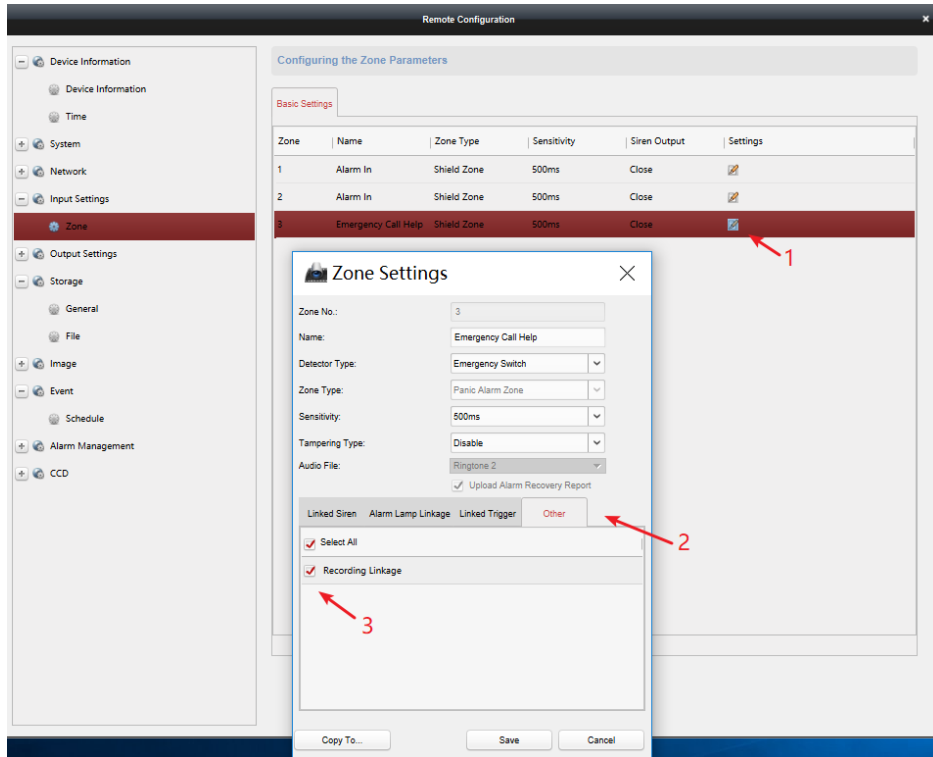 Remote Configuration
Device Information
Device Information
Time
System
Network
Input Settings
Zone
Output Settings
Storage
General
File
Image
Event
Schedule
Alarm Management
CCD
Configuring the Zone Parameters
Basic Settings
Zone Name Zone Type Sensitivity Siren Output Settings
1 Alarm In Shield Zone 500ms Close
2 Alarm In Shield Zone 500ms Close
3 Emergency Call Help Shield Zone 500ms Close
1
Zone Settings
Zone No.: 3
Name: Emergency Call Help
Detector Type: Emergency Switch
Zone Type: Panic Alarm Zone
Sensitivity: 500ms
Tampering Type: Disable
Audio File: Ringtone 2
Upload Alarm Recovery Report
Linked Siren Alarm Lamp Linkage Linked Trigger Other
2
Select All
Recording Linkage
3
Copy To... Save Cancel